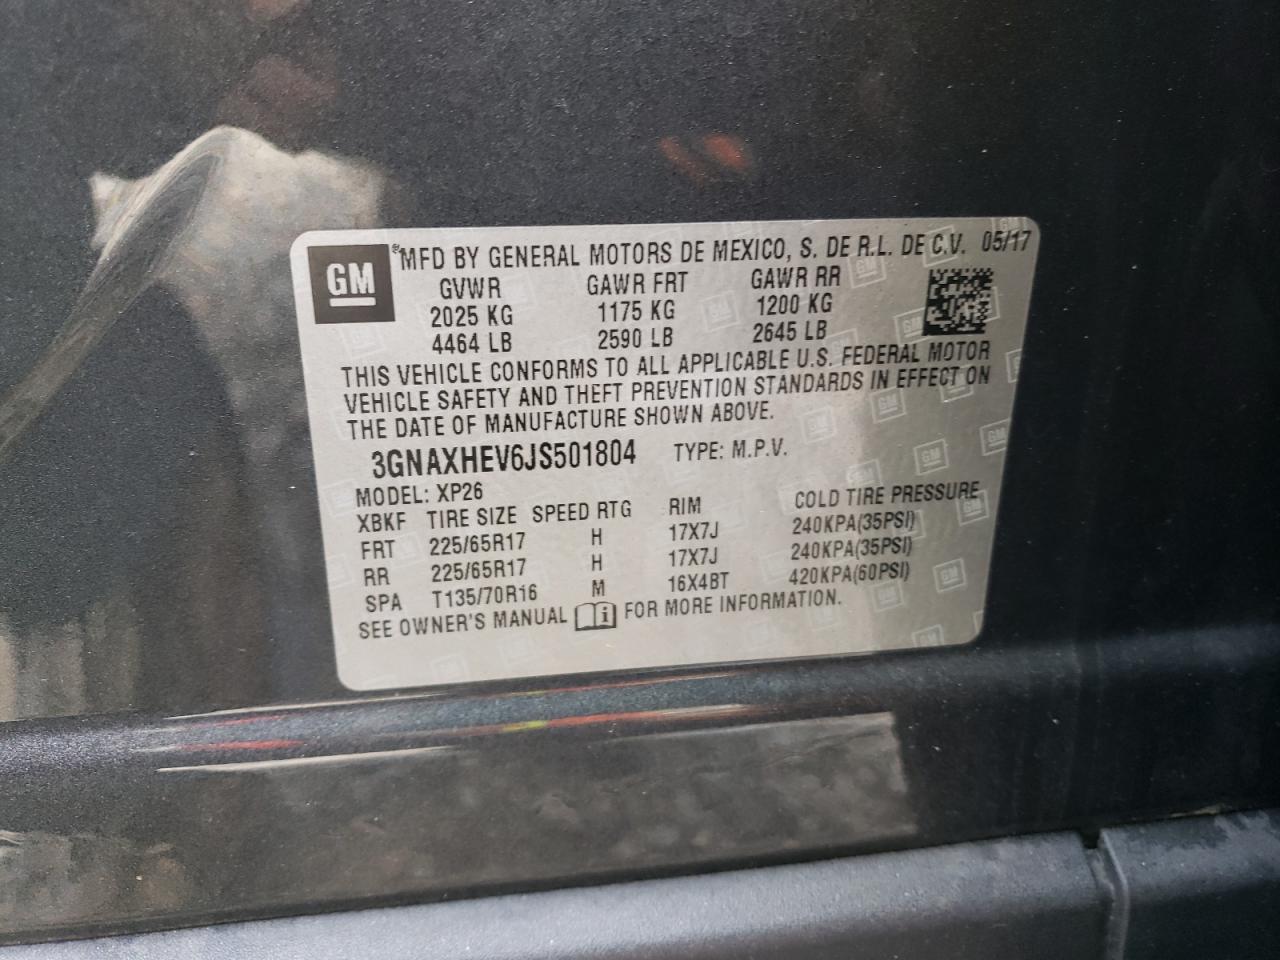 GM ® MFD BY GENERAL MOTORS DE MEXICO, S. DE R.L. DE C.V. 05/17
GVWR GAWR FRT GAWR RR
2025 KG 1175 KG 1200 KG
4464 LB 2590 LB 2645 LB
THIS VEHICLE CONFORMS TO ALL APPLICABLE U.S. FEDERAL MOTOR
VEHICLE SAFETY AND THEFT PREVENTION STANDARDS IN EFFECT ON
THE DATE OF MANUFACTURE SHOWN ABOVE.
3GNAXHEV6JS501804 TYPE: M.P.V.
MODEL: XP26
XBKF TIRE SIZE SPEED RTG RIM COLD TIRE PRESSURE
FRT 225/65R17 H 17X7J 240KPA(35PSI)
RR 225/65R17 H 17X7J 240KPA(35PSI)
SPA T135/70R16 M 16X4BT 420KPA(60PSI)
SEE OWNER'S MANUAL FOR MORE INFORMATION.